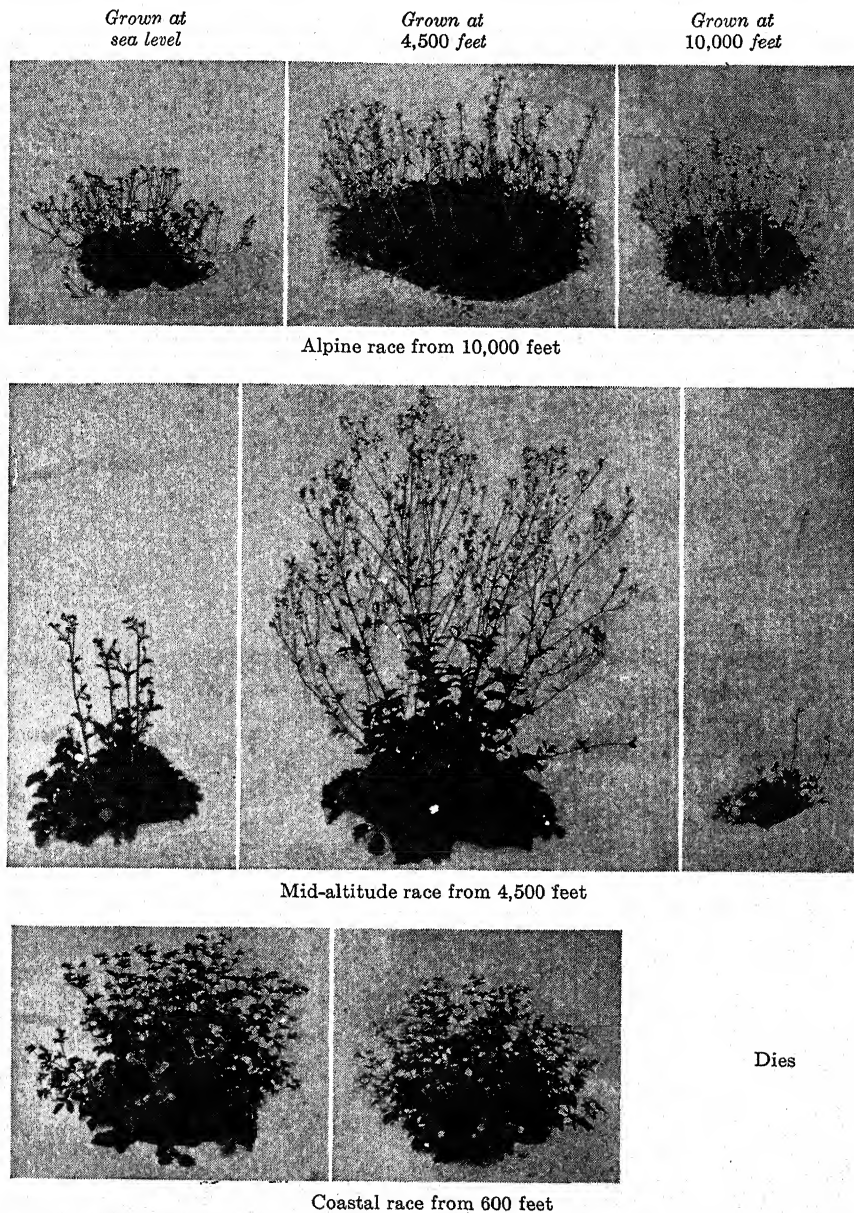 Grown at
sea level
Grown at
4,500 feet
Grown at
10,000 feet
Alpine race from 10,000 feet
Mid-altitude race from 4,500 feet
Dies
Coastal race from 600 feet